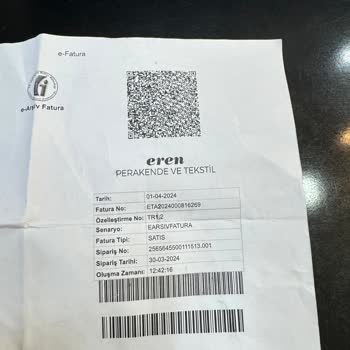 e-Fatura
e-Arşiv Fatura
eren
PERAKENDE VE TEKSTİL
Tarih: 01-04-2024
Fatura No: ETA2024000816269
Özelleştirme No: TR1.2
Senaryo: EARSIVFATURA
Fatura Tipi: SATIS
Sipariş No: 2565645500111513.001
Sipariş Tarihi: 30-03-2024
Oluşma Zamanı: 12:42:16